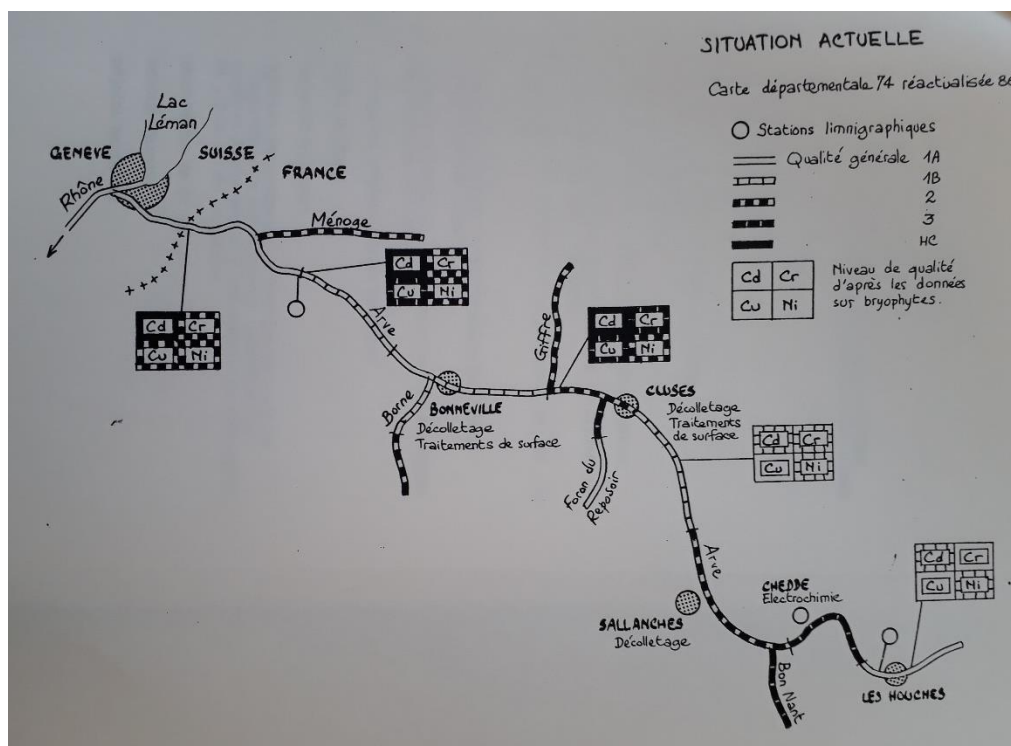 SITUATION ACTUELLE
Carte départementale 74 réactualisée 86
Stations limnigraphiques
Qualité générale 1A
1B
2
3
HC
Cd Cr
Cu Ni
Niveau de qualité
d'après les données
sur bryophytes.
Lac
Léman
GENEVE
SUISSE
FRANCE
Rhône
Ménoge
Cd Cr
Cu Ni
Cd Cr
Cu Ni
Arve
Giffre
Cd Cr
Cu Ni
Borne
BONNEVILLE
Décolletage
Traitements de surface
CLUSES
Décolletage
Traitements
de surface
Cd Cr
Cu Ni
Foron du
Reposoir
Arve
SALLANCHES
Décolletage
CHEDDE
Electrochimie
Bon Nant
Cd Cr
Cu Ni
LES HOUCHES